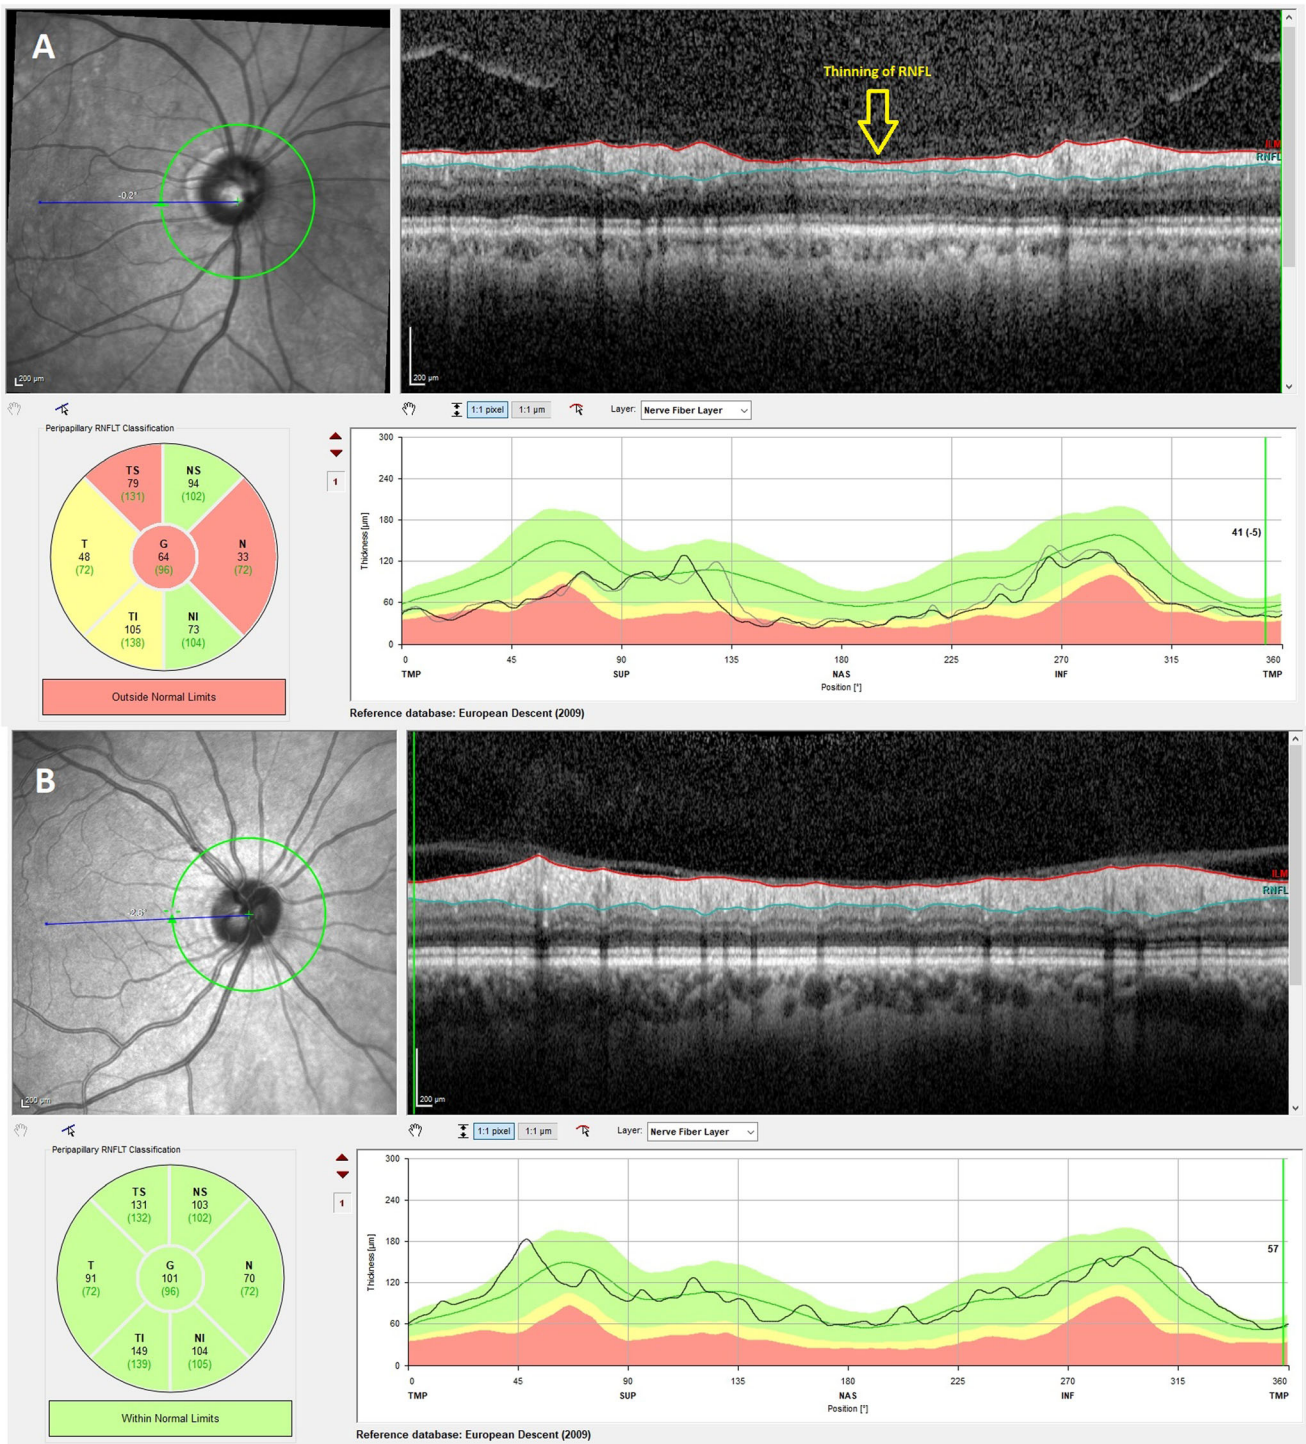 A
Thinning of RNFL
ILM
RNFL
-0.2°
200 µm
200 µm
1:1 pixel 1:1 µm Layer: Nerve Fiber Layer
Peripapillary RNFLT Classification
TS
79
(131)
NS
94
(102)
T
48
(72)
G
64
(96)
N
33
(72)
TI
105
(138)
NI
73
(104)
Outside Normal Limits
1
Thickness [µm]
300
240
180
120
60
0
41 (-5)
0 45 90 135 180 225 270 315 360
TMP SUP NAS INF TMP
Position [°]
Reference database: European Descent (2009)
B
ILM
RNFL
200 µm
200 µm
1:1 pixel 1:1 µm Layer: Nerve Fiber Layer
Peripapillary RNFLT Classification
TS
131
(132)
NS
103
(102)
T
91
(72)
G
101
(96)
N
70
(72)
TI
149
(139)
NI
104
(105)
Within Normal Limits
1
Thickness [µm]
300
240
180
120
60
0
57
0 45 90 135 180 225 270 315 360
TMP SUP NAS INF TMP
Position [°]
Reference database: European Descent (2009)